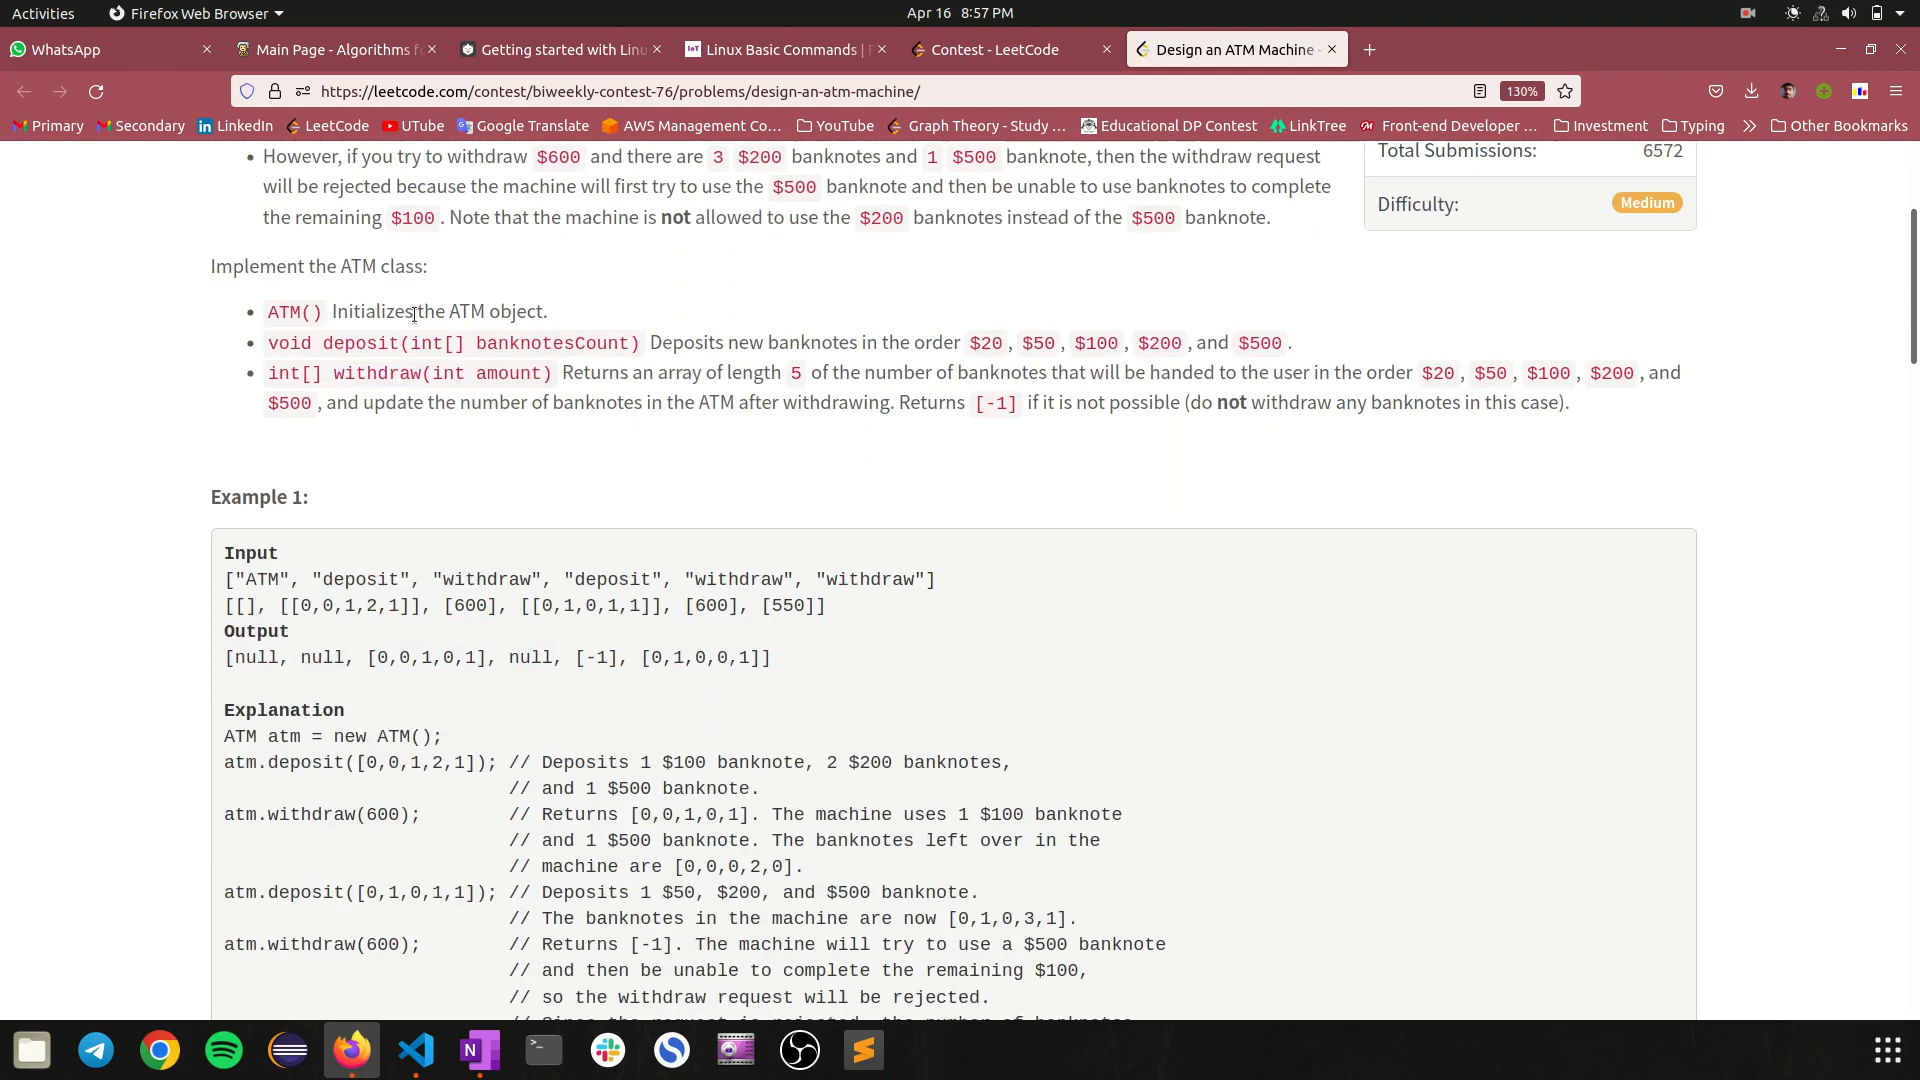 Activities Firefox Web Browser Apr 16 8:57 PM
WhatsApp Main Page - Algorithms f Getting started with Linu Linux Basic Commands | Contest - LeetCode Design an ATM Machine -
https://leetcode.com/contest/biweekly-contest-76/problems/design-an-atm-machine/ 130%
Primary Secondary LinkedIn LeetCode UTube Google Translate AWS Management Co... YouTube Graph Theory - Study ... Educational DP Contest LinkTree Front-end Developer ... Investment Typing Other Bookmarks
However, if you try to withdraw $600 and there are 3 $200 banknotes and 1 $500 banknote, then the withdraw request
will be rejected because the machine will first try to use the $500 banknote and then be unable to use banknotes to complete
the remaining $100. Note that the machine is not allowed to use the $200 banknotes instead of the $500 banknote.
Total Submissions: 6572
Difficulty: Medium
Implement the ATM class:
ATM() Initializes the ATM object.
void deposit(int[] banknotesCount) Deposits new banknotes in the order $20, $50, $100, $200, and $500.
int[] withdraw(int amount) Returns an array of length 5 of the number of banknotes that will be handed to the user in the order $20, $50, $100, $200, and
$500, and update the number of banknotes in the ATM after withdrawing. Returns [-1] if it is not possible (do not withdraw any banknotes in this case).
Example 1:
Input
["ATM", "deposit", "withdraw", "deposit", "withdraw", "withdraw"]
[[], [[0,0,1,2,1]], [600], [[0,1,0,1,1]], [600], [550]]
Output
[null, null, [0,0,1,0,1], null, [-1], [0,1,0,0,1]]
Explanation
ATM atm = new ATM();
atm.deposit([0,0,1,2,1]); // Deposits 1 $100 banknote, 2 $200 banknotes,
// and 1 $500 banknote.
atm.withdraw(600); // Returns [0,0,1,0,1]. The machine uses 1 $100 banknote
// and 1 $500 banknote. The banknotes left over in the
// machine are [0,0,0,2,0].
atm.deposit([0,1,0,1,1]); // Deposits 1 $50, $200, and $500 banknote.
// The banknotes in the machine are now [0,1,0,3,1].
atm.withdraw(600); // Returns [-1]. The machine will try to use a $500 banknote
// and then be unable to complete the remaining $100,
// so the withdraw request will be rejected.
// Since the request is rejected, the number of banknotes